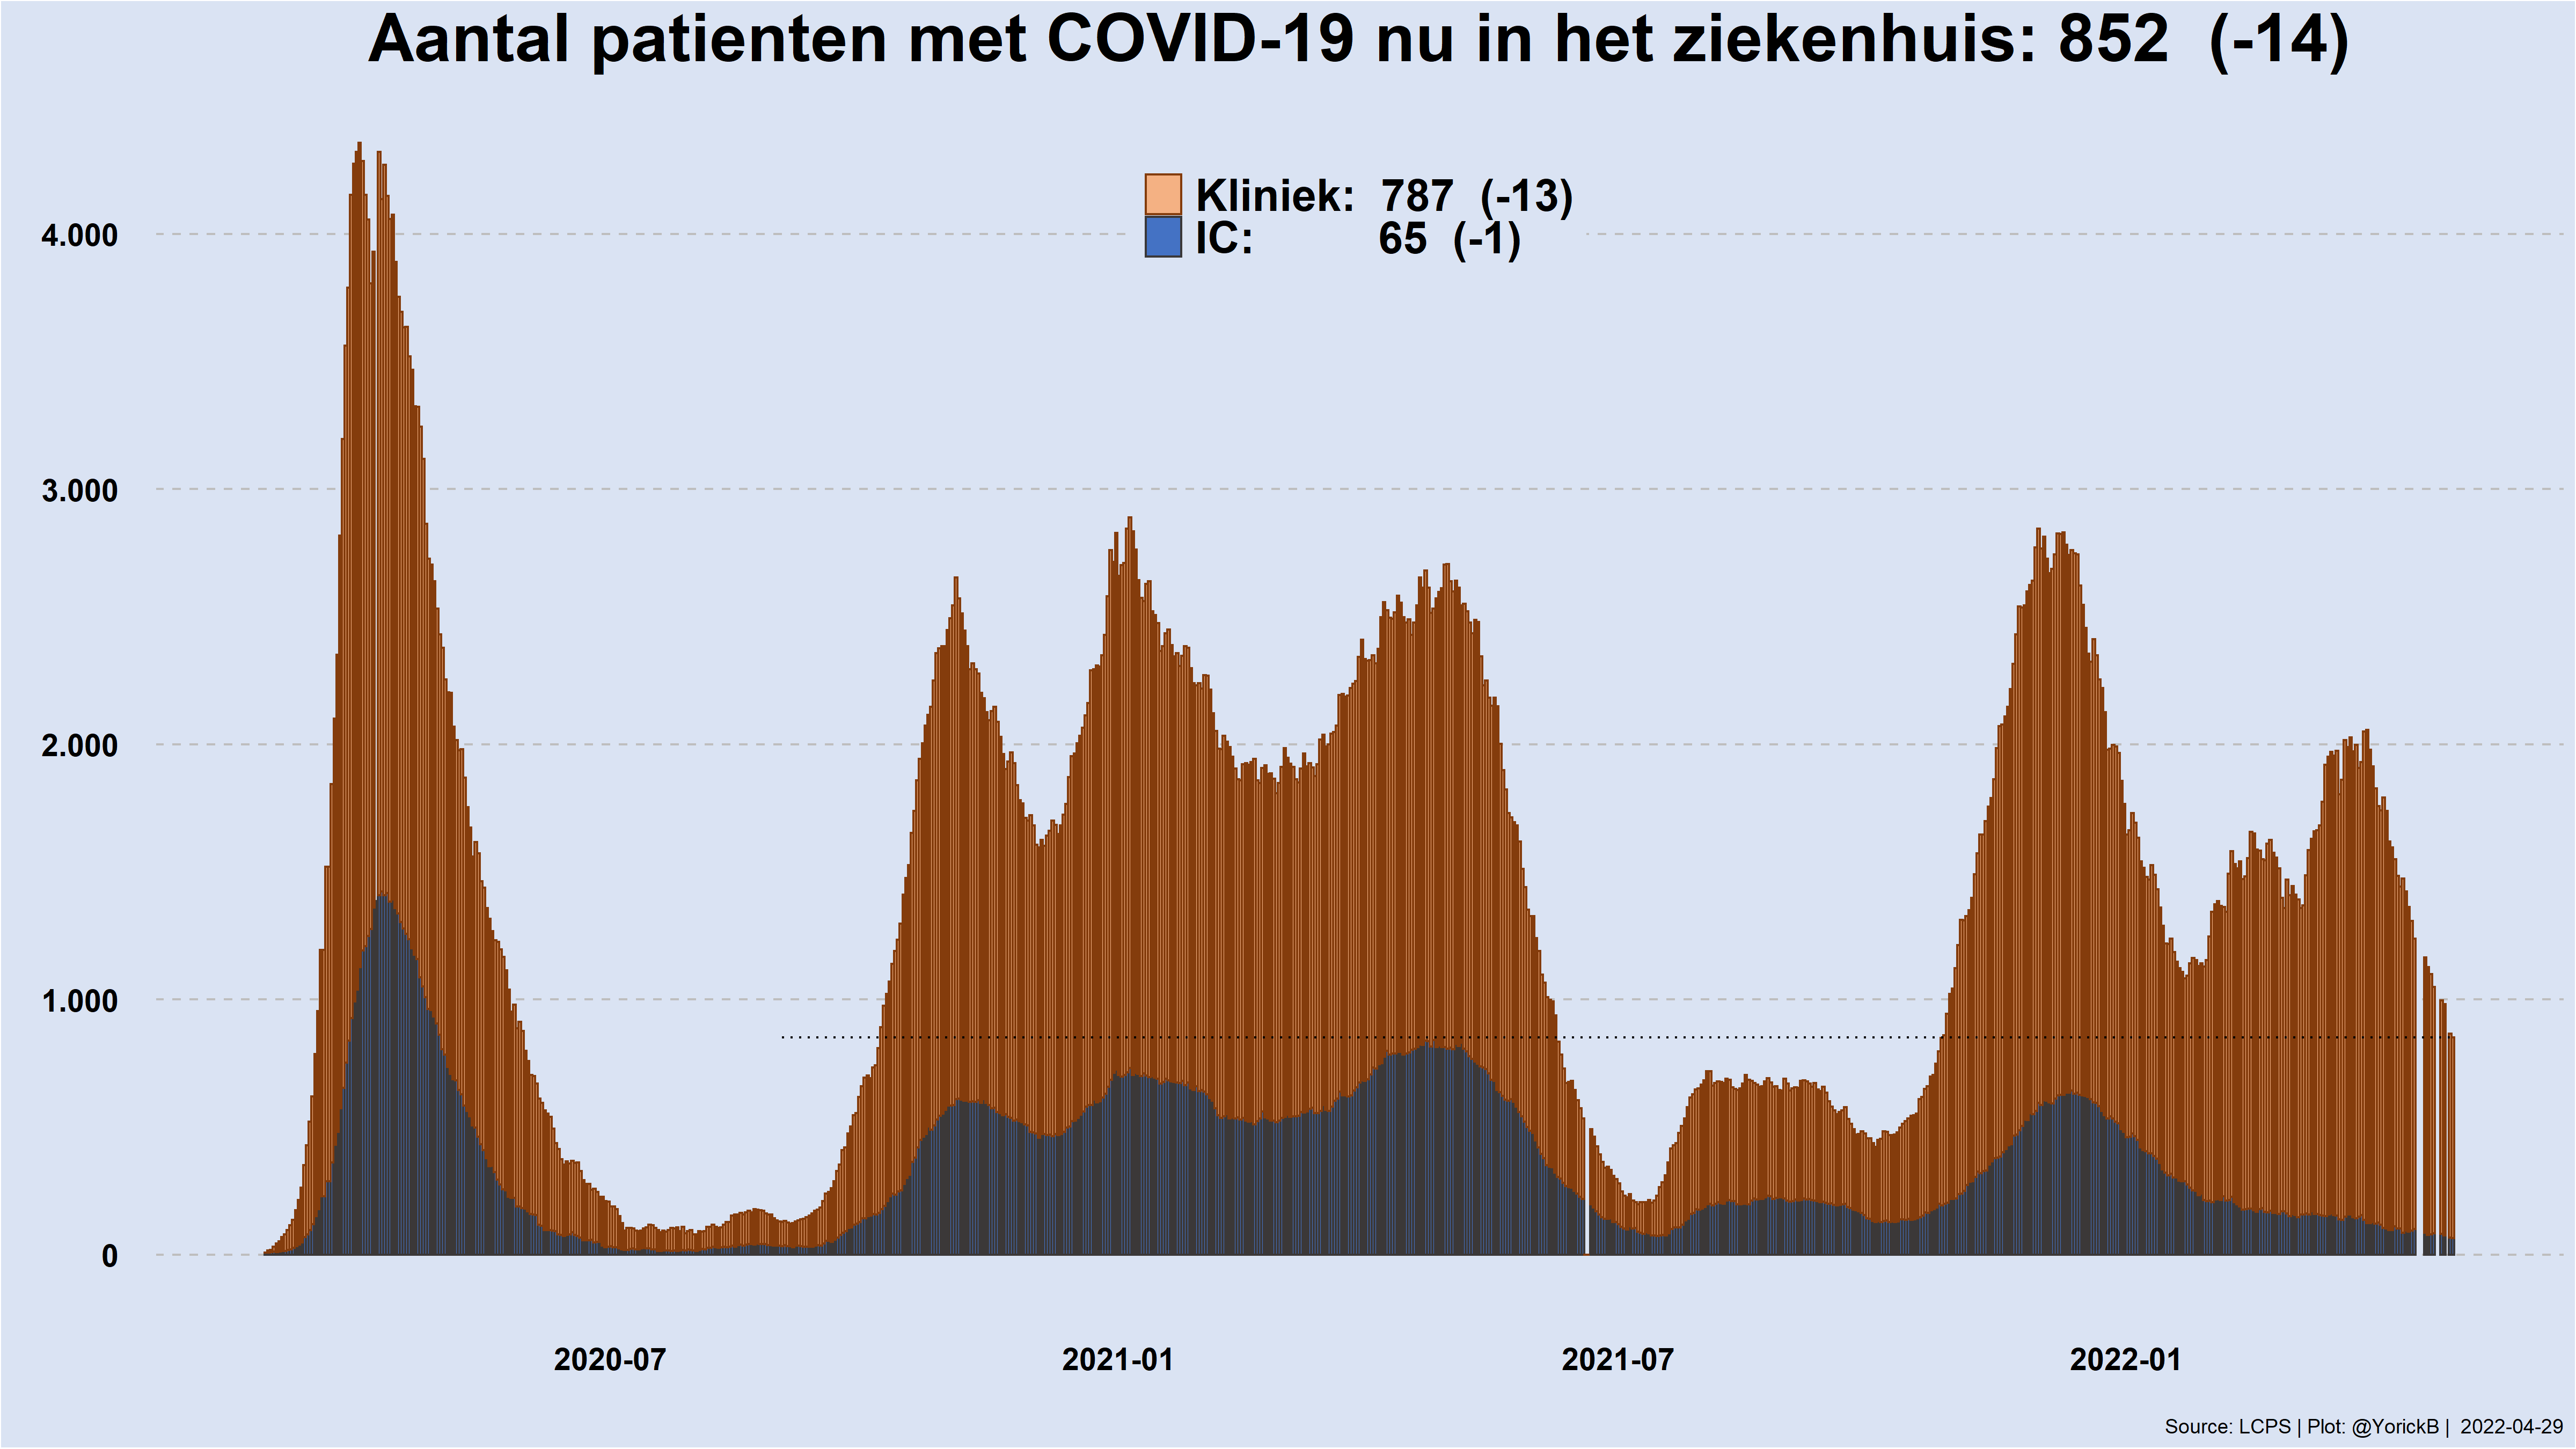 Aantal patienten met COVID-19 nu in het ziekenhuis: 852 (-14)
Kliniek: 787 (-13)
IC: 65 (-1)
4.000
3.000
2.000
1.000
0
2020-07 2021-01 2021-07 2022-01
Source: LCPS | Plot: @YorickB | 2022-04-29